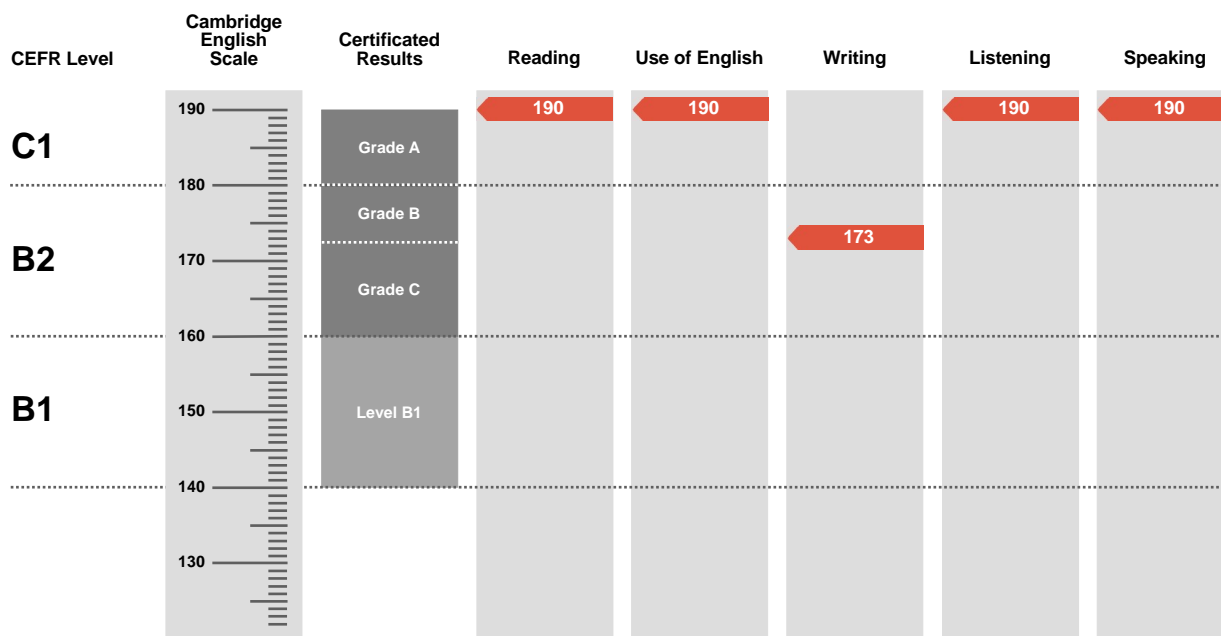 CEFR Level
Cambridge
English
Scale
Certificated
Results
Reading
Use of English
Writing
Listening
Speaking
190
190
190
190
190
C1
Grade A
180
Grade B
173
B2
170
Grade C
160
B1
150
Level B1
140
130